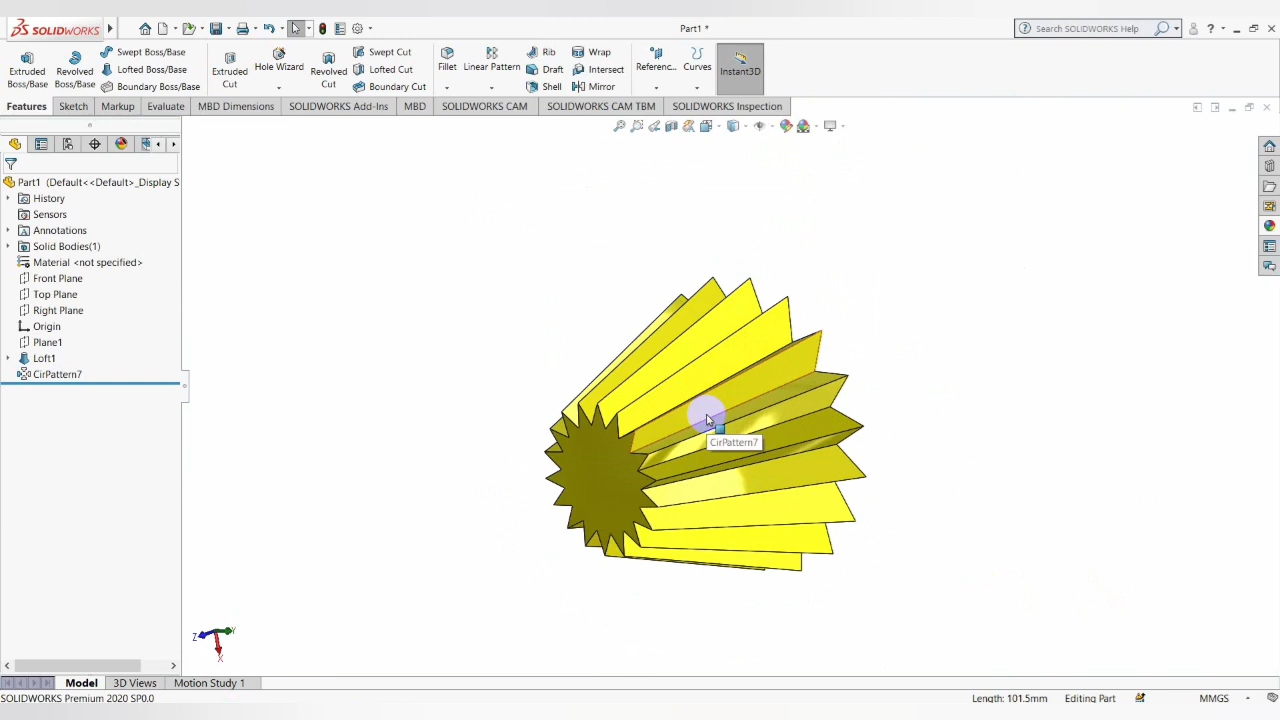 SOLIDWORKS
Part1 *
Search SOLIDWORKS Help
Extruded Boss/Base
Revolved Boss/Base
Swept Boss/Base
Lofted Boss/Base
Boundary Boss/Base
Extruded Cut
Hole Wizard
Revolved Cut
Swept Cut
Lofted Cut
Boundary Cut
Fillet
Linear Pattern
Rib
Draft
Shell
Wrap
Intersect
Mirror
Referenc...
Curves
Instant3D
Features
Sketch
Markup
Evaluate
MBD Dimensions
SOLIDWORKS Add-Ins
MBD
SOLIDWORKS CAM
SOLIDWORKS CAM TBM
SOLIDWORKS Inspection
Part1 (Default<<Default>_Display S
History
Sensors
Annotations
Solid Bodies(1)
Material <not specified>
Front Plane
Top Plane
Right Plane
Origin
Plane1
Loft1
CirPattern7
CirPattern7
Z
Y
X
Model
3D Views
Motion Study 1
SOLIDWORKS Premium 2020 SP0.0
Length: 101.5mm
Editing Part
MMGS